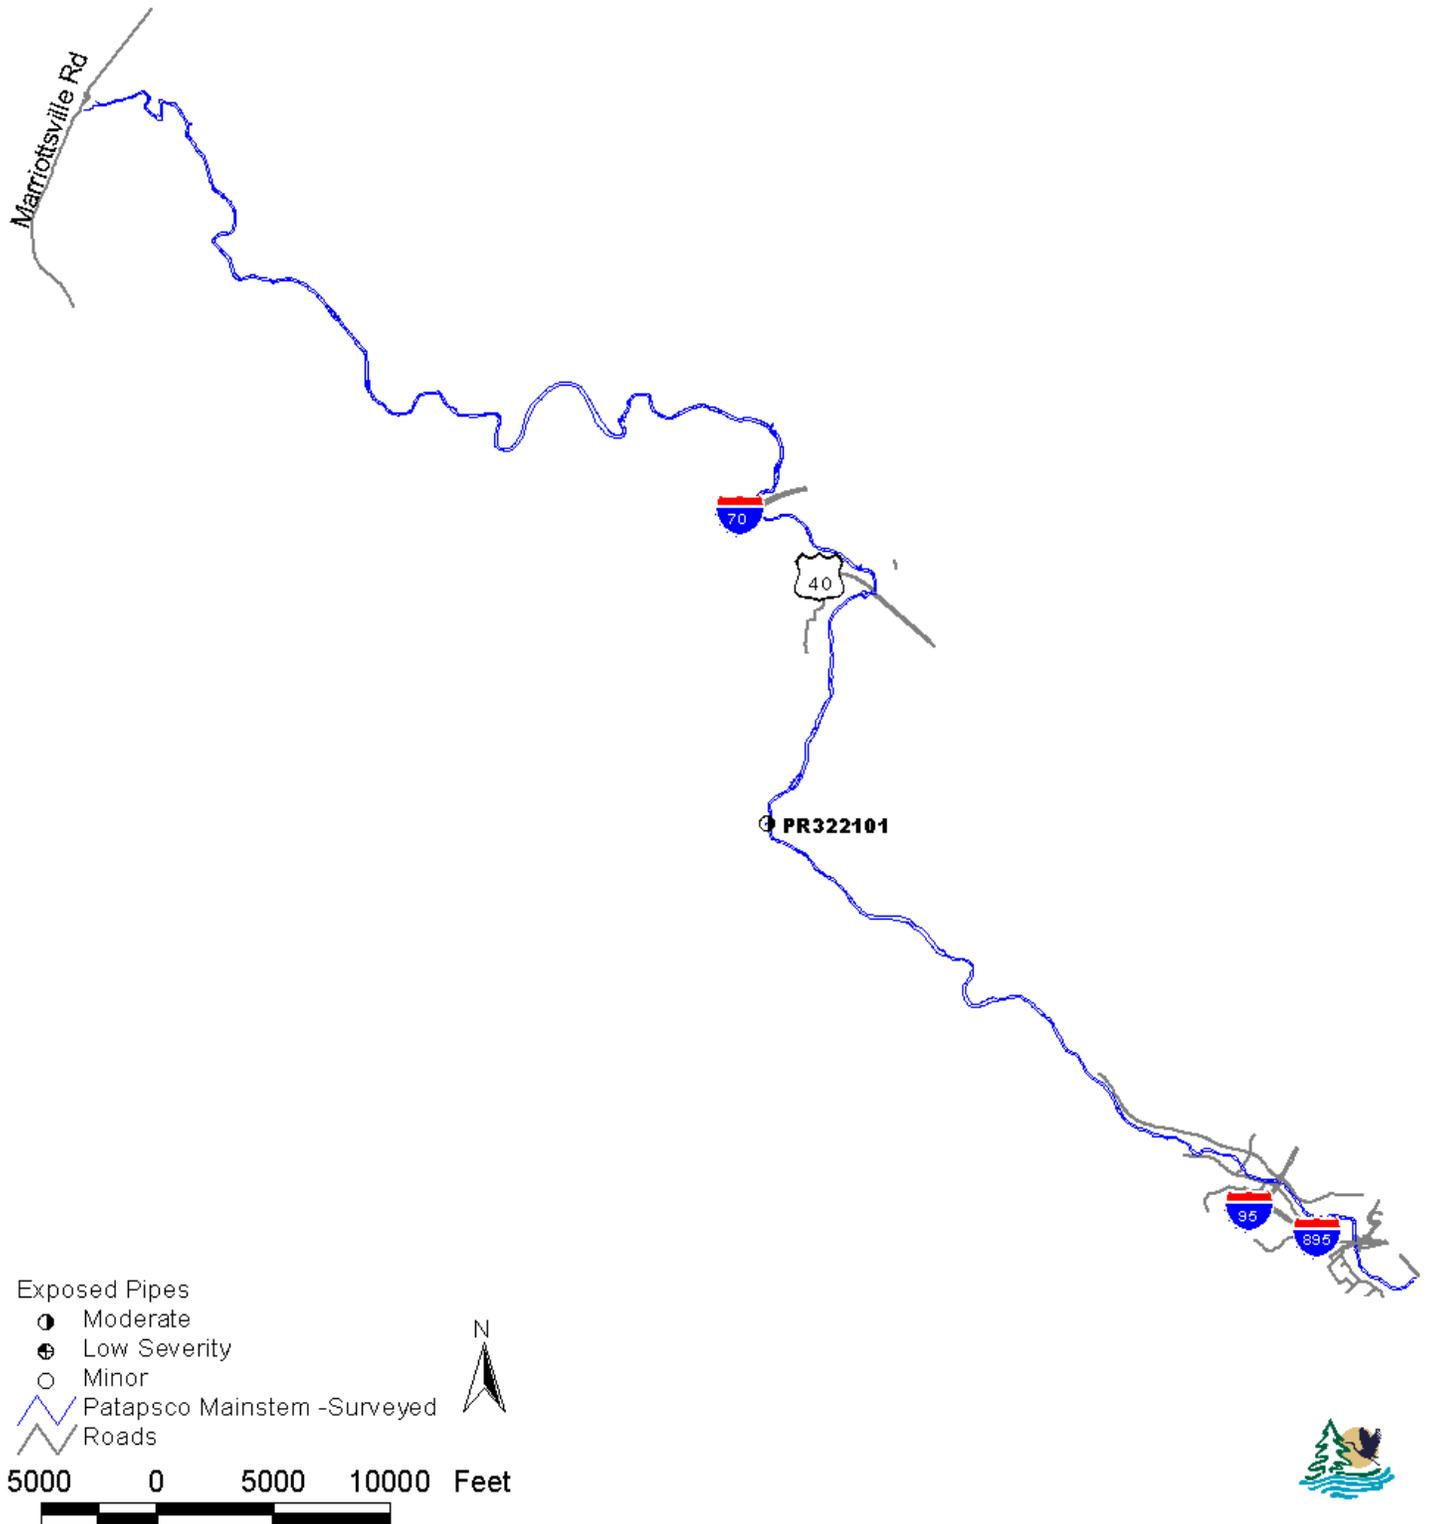 Marriottsville Rd
70
40
PR322101
95
895
Exposed Pipes
Moderate
Low Severity
Minor
Patapsco Mainstem -Surveyed
Roads
N
5000 0 5000 10000 Feet